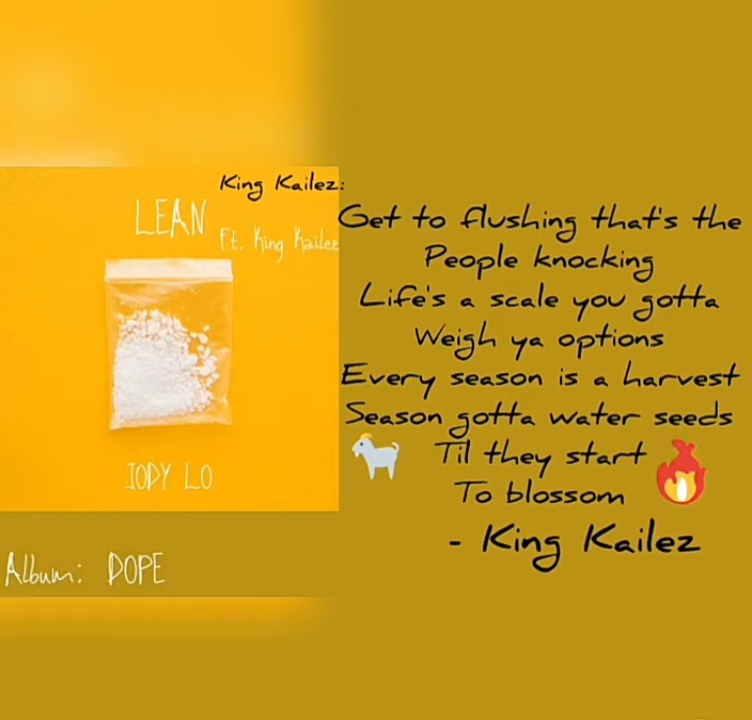 King Kailez:
LEAN
Ft. King Kailez
JODY LO
Album: DOPE
Get to flushing that's the
People knocking
Life's a scale you gotta
Weigh ya options
Every season is a harvest
Season gotta water seeds
Til they start
To blossom
- King Kailez